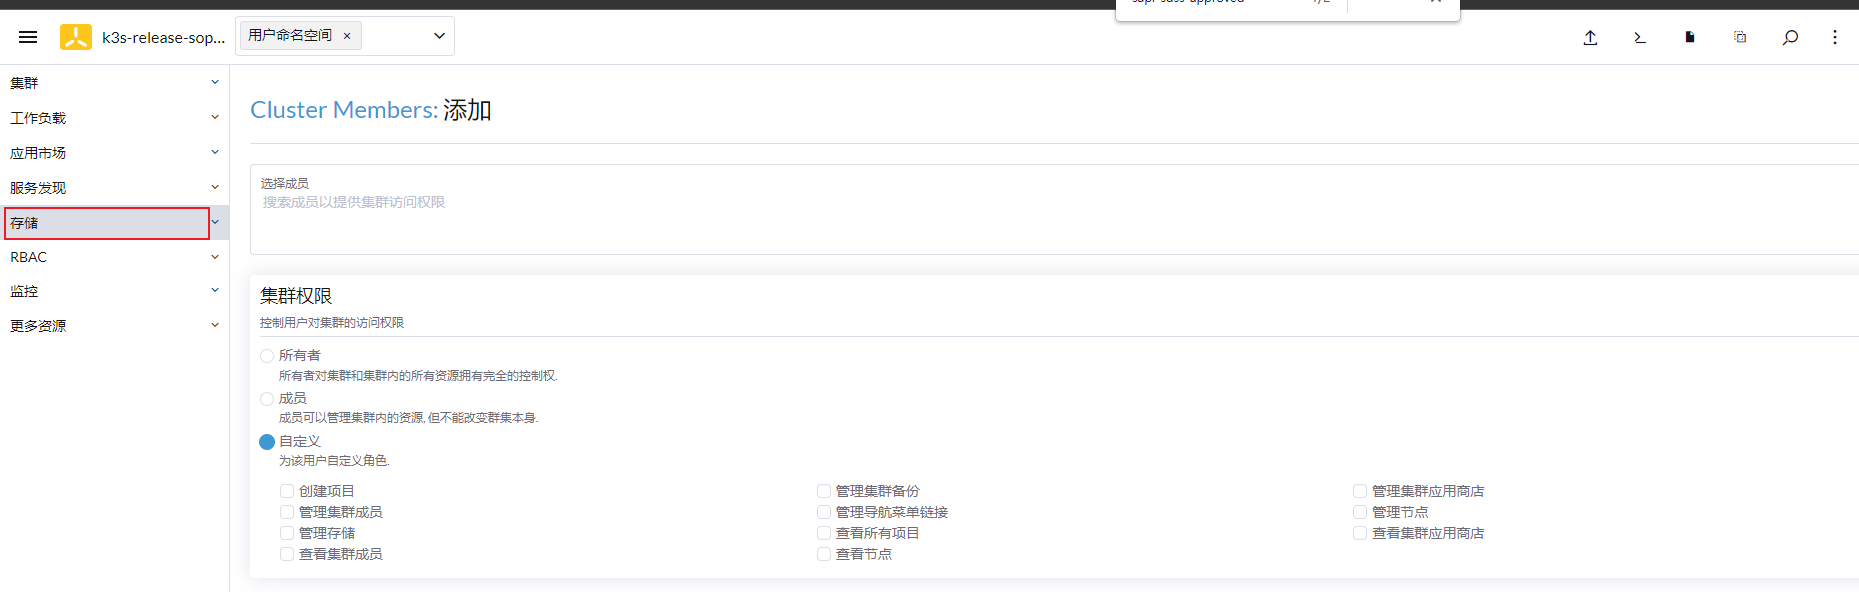 k3s-release-sop...
用户命名空间 ×
集群
工作负载
应用市场
服务发现
存储
RBAC
监控
更多资源
Cluster Members: 添加
选择成员
搜索成员以提供集群访问权限
集群权限
控制用户对集群的访问权限
所有者
所有者对集群和集群内的所有资源拥有完全的控制权.
成员
成员可以管理集群内的资源, 但不能改变群集本身.
自定义
为该用户自定义角色.
创建项目 管理集群备份 管理集群应用商店
管理集群成员 管理导航菜单链接 管理节点
管理存储 查看所有项目 查看集群应用商店
查看集群成员 查看节点